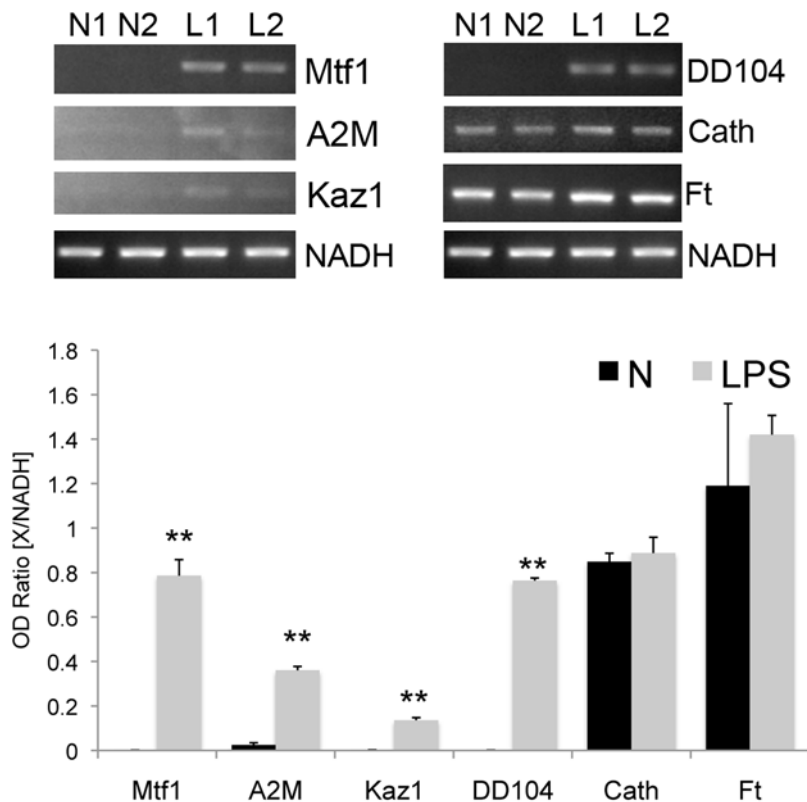 N1 N2 L1 L2
Mtf1
A2M
Kaz1
NADH
N1 N2 L1 L2
DD104
Cath
Ft
NADH
OD Ratio [X/NADH]
1.8
1.6
1.4
1.2
1
0.8
0.6
0.4
0.2
0
N LPS
**
**
**
**
Mtf1 A2M Kaz1 DD104 Cath Ft